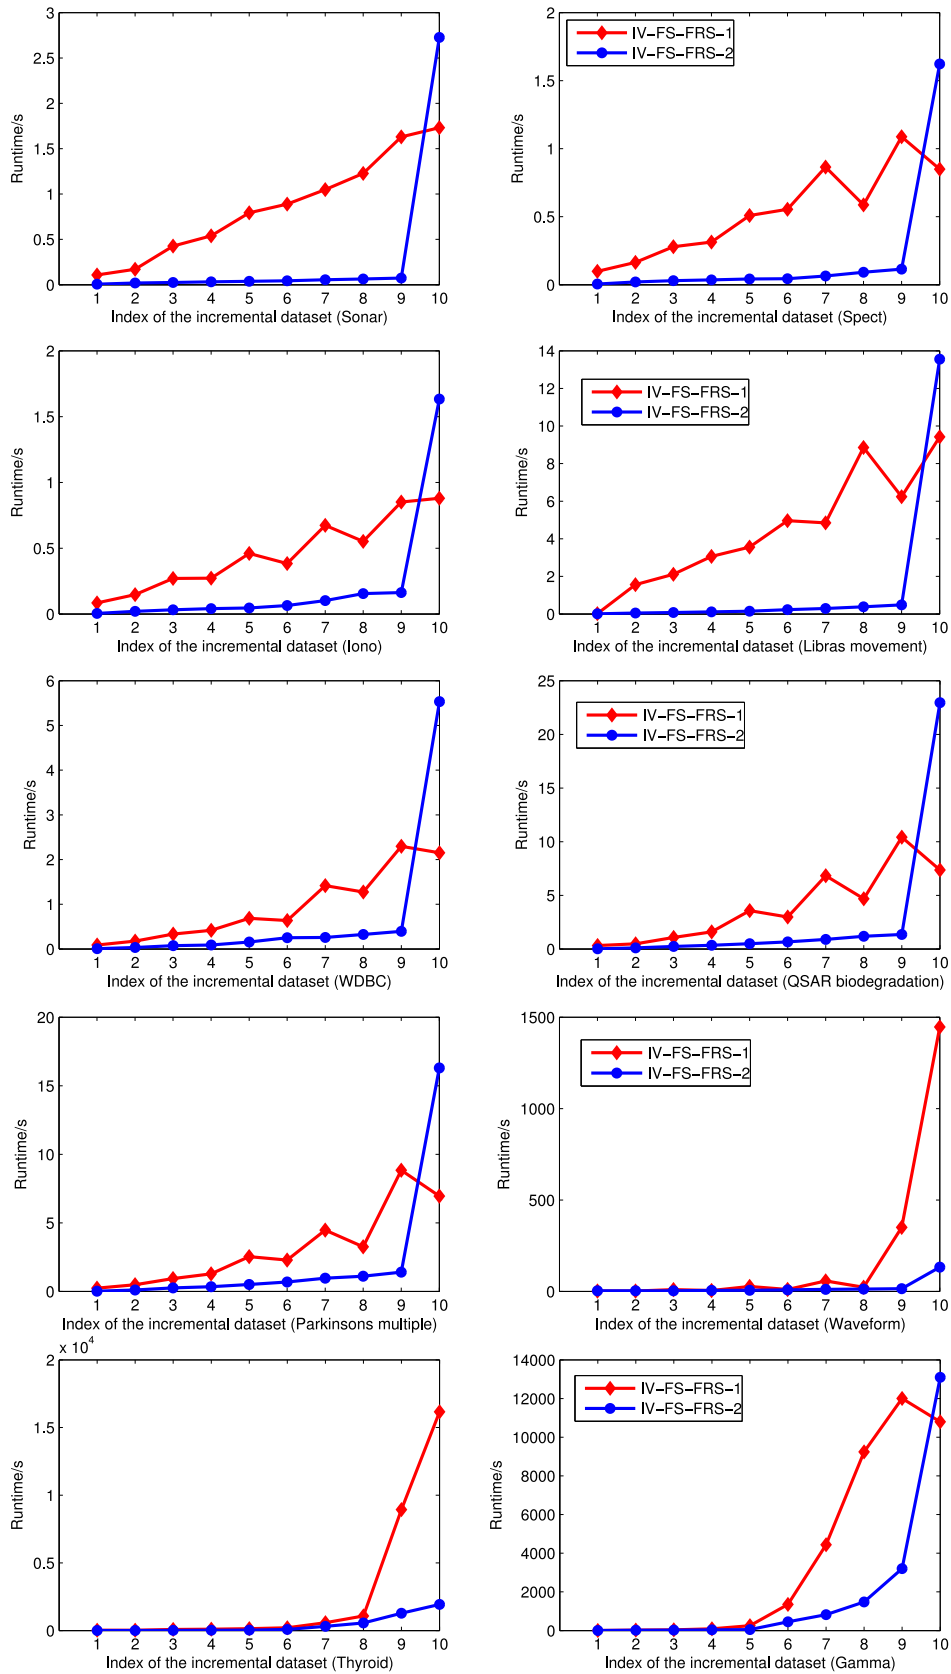 3
2.5
2
1.5
1
0.5
0
Runtime/s
1 2 3 4 5 6 7 8 9 10
Index of the incremental dataset (Sonar)
2
1.5
1
0.5
0
Runtime/s
IV-FS-FRS-1
IV-FS-FRS-2
1 2 3 4 5 6 7 8 9 10
Index of the incremental dataset (Spect)
2
1.5
1
0.5
0
Runtime/s
1 2 3 4 5 6 7 8 9 10
Index of the incremental dataset (Iono)
14
12
10
8
6
4
2
0
Runtime/s
IV-FS-FRS-1
IV-FS-FRS-2
1 2 3 4 5 6 7 8 9 10
Index of the incremental dataset (Libras movement)
6
5
4
3
2
1
0
Runtime/s
1 2 3 4 5 6 7 8 9 10
Index of the incremental dataset (WDBC)
25
20
15
10
5
0
Runtime/s
IV-FS-FRS-1
IV-FS-FRS-2
1 2 3 4 5 6 7 8 9 10
Index of the incremental dataset (QSAR biodegradation)
20
15
10
5
0
Runtime/s
1 2 3 4 5 6 7 8 9 10
Index of the incremental dataset (Parkinsons multiple)
1500
1000
500
0
Runtime/s
IV-FS-FRS-1
IV-FS-FRS-2
1 2 3 4 5 6 7 8 9 10
Index of the incremental dataset (Waveform)
x 10^4
2
1.5
1
0.5
0
Runtime/s
1 2 3 4 5 6 7 8 9 10
Index of the incremental dataset (Thyroid)
14000
12000
10000
8000
6000
4000
2000
0
Runtime/s
IV-FS-FRS-1
IV-FS-FRS-2
1 2 3 4 5 6 7 8 9 10
Index of the incremental dataset (Gamma)